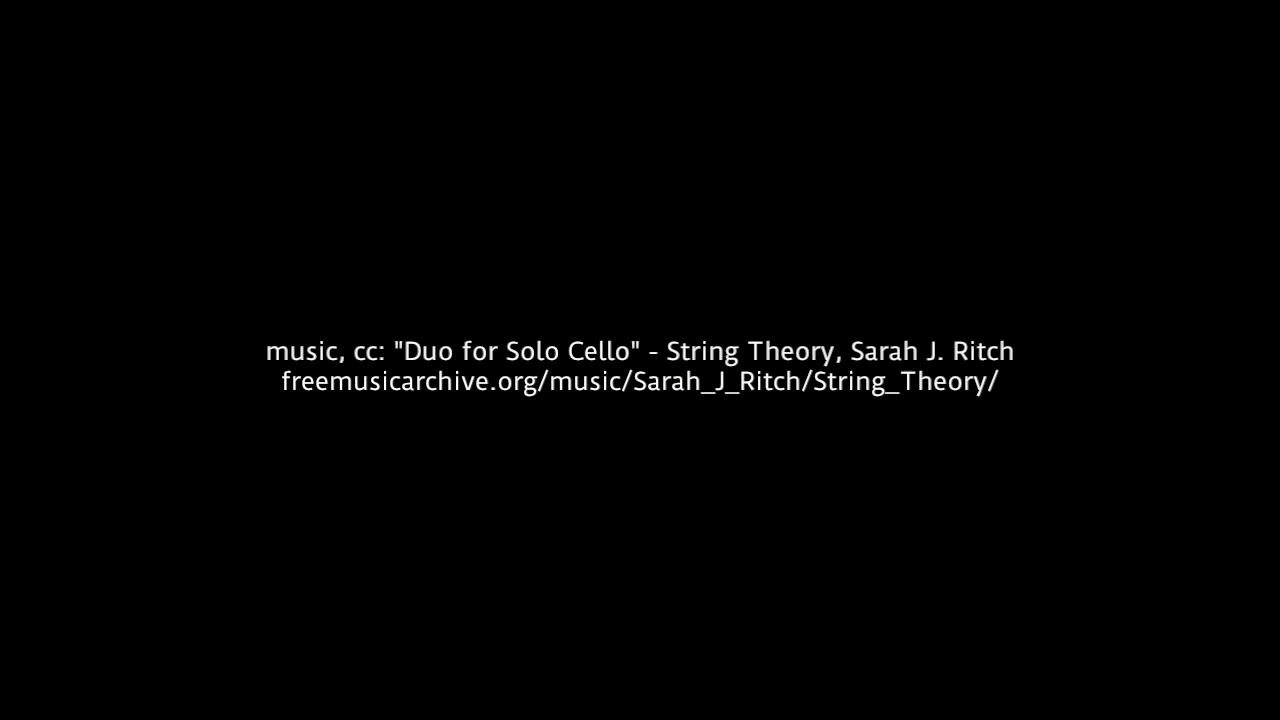 music, cc: "Duo for Solo Cello" - String Theory, Sarah J. Ritch
freemusicarchive.org/music/Sarah_J_Ritch/String_Theory/